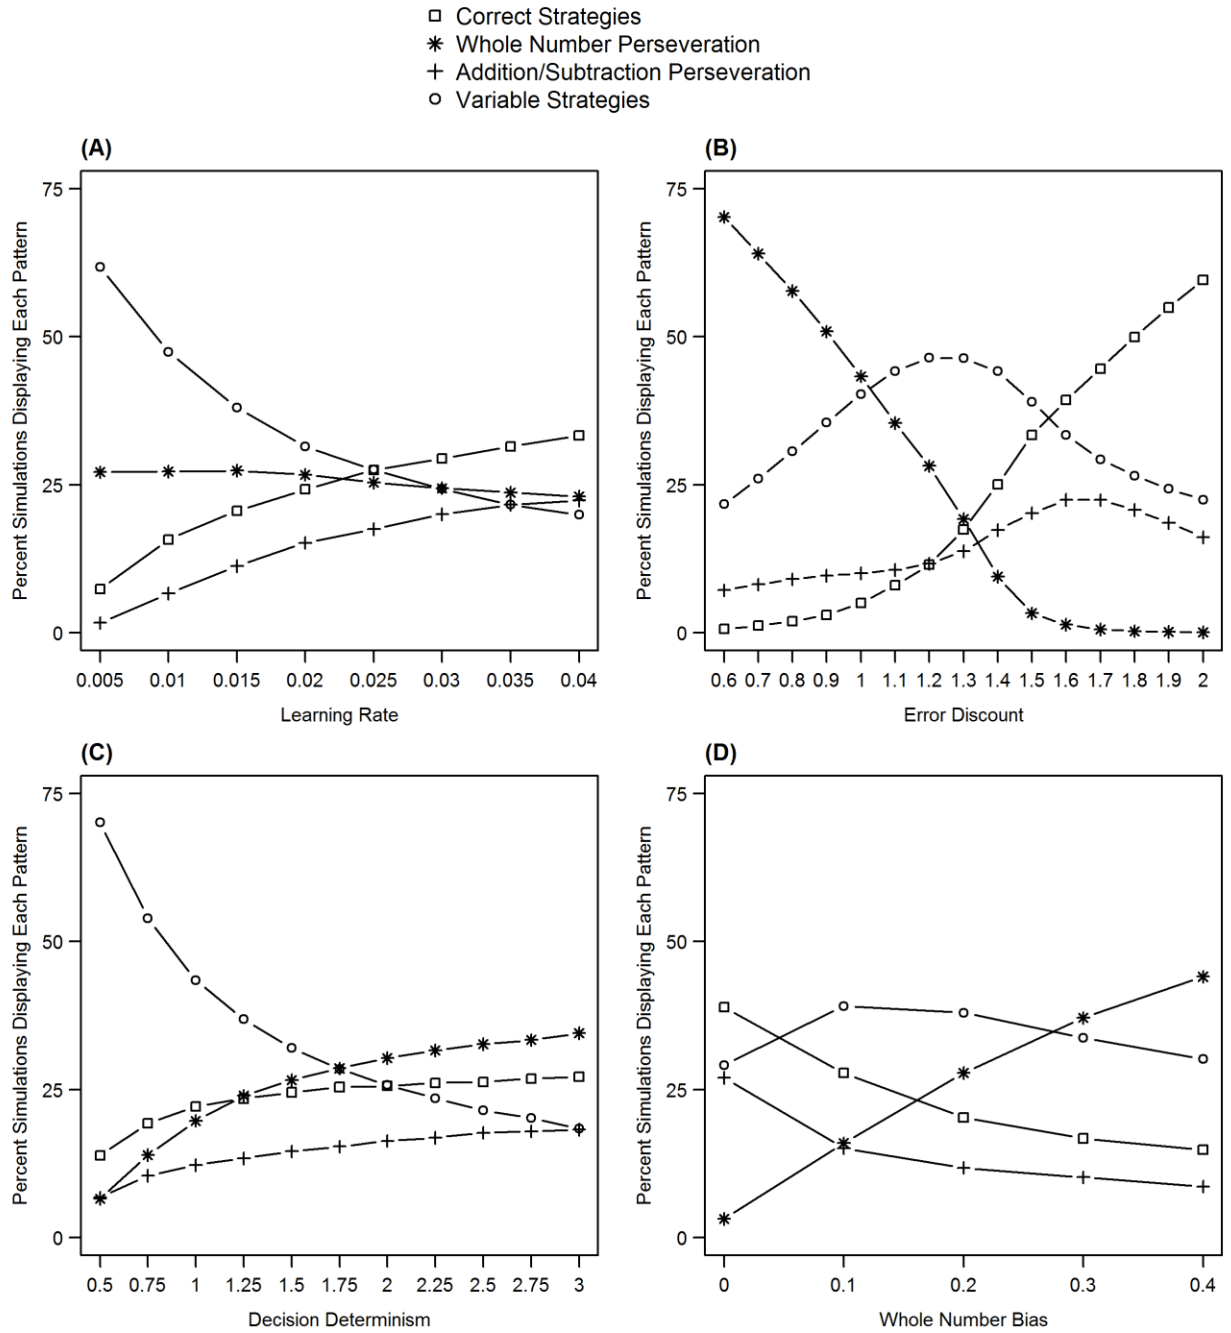 Correct Strategies
Whole Number Perseveration
Addition/Subtraction Perseveration
Variable Strategies
(A)
Percent Simulations Displaying Each Pattern
75
50
25
0
0.005 0.01 0.015 0.02 0.025 0.03 0.035 0.04
Learning Rate
(B)
Percent Simulations Displaying Each Pattern
75
50
25
0
0.6 0.7 0.8 0.9 1 1.1 1.2 1.3 1.4 1.5 1.6 1.7 1.8 1.9 2
Error Discount
(C)
Percent Simulations Displaying Each Pattern
75
50
25
0
0.5 0.75 1 1.25 1.5 1.75 2 2.25 2.5 2.75 3
Decision Determinism
(D)
Percent Simulations Displaying Each Pattern
75
50
25
0
0 0.1 0.2 0.3 0.4
Whole Number Bias